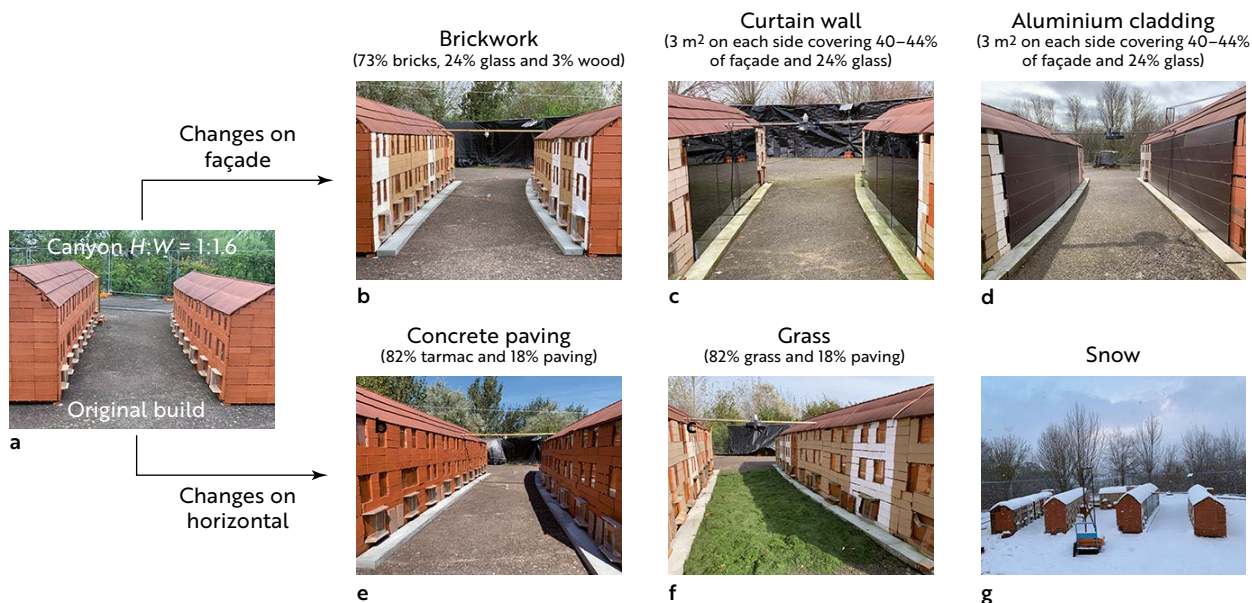 Brickwork
(73% bricks, 24% glass and 3% wood)
Curtain wall
(3 m² on each side covering 40–44%
of façade and 24% glass)
Aluminium cladding
(3 m² on each side covering 40–44%
of façade and 24% glass)
Changes on
façade
b
c
d
Canyon H:W = 1:1.6
Original build
a
Concrete paving
(82% tarmac and 18% paving)
Grass
(82% grass and 18% paving)
Snow
b
c
Changes on
horizontal
e
f
g